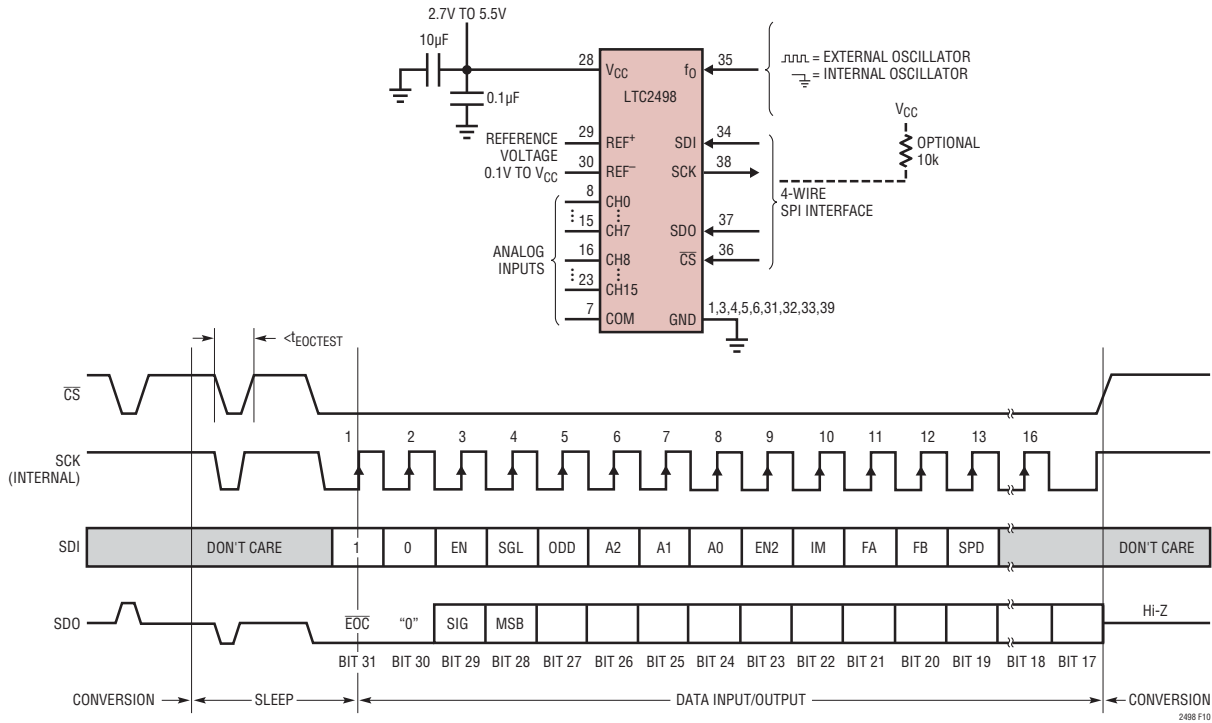 2.7V TO 5.5V
10µF
0.1µF
28
VCC
fO
35
LTC2498
= EXTERNAL OSCILLATOR
= INTERNAL OSCILLATOR
REFERENCE
VOLTAGE
0.1V TO VCC
29
REF+
30
REF–
SDI
34
SCK
38
VCC
OPTIONAL
10k
4-WIRE
SPI INTERFACE
ANALOG
INPUTS
8
CH0
15
CH7
16
CH8
23
CH15
7
COM
SDO
37
CS
36
GND
1,3,4,5,6,31,32,33,39
<tEOCTEST
CS
1 2 3 4 5 6 7 8 9 10 11 12 13 16
SCK
(INTERNAL)
SDI DON'T CARE 1 0 EN SGL ODD A2 A1 A0 EN2 IM FA FB SPD DON'T CARE
SDO EOC “0” SIG MSB Hi-Z
BIT 31 BIT 30 BIT 29 BIT 28 BIT 27 BIT 26 BIT 25 BIT 24 BIT 23 BIT 22 BIT 21 BIT 20 BIT 19 BIT 18 BIT 17
CONVERSION SLEEP DATA INPUT/OUTPUT CONVERSION
2498 F10